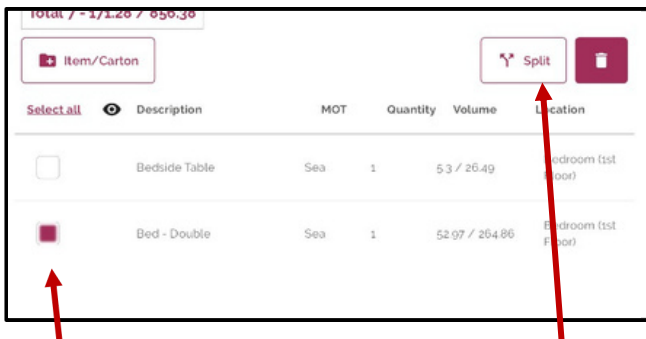 Total 7 - 171.28 / 856.38
Item/Carton
Split
Select all Description MOT Quantity Volume Location
Bedside Table Sea 1 5.3 / 26.49 Bedroom (1st
Floor)
Bed - Double Sea 1 52.97 / 264.86 Bedroom (1st
Floor)